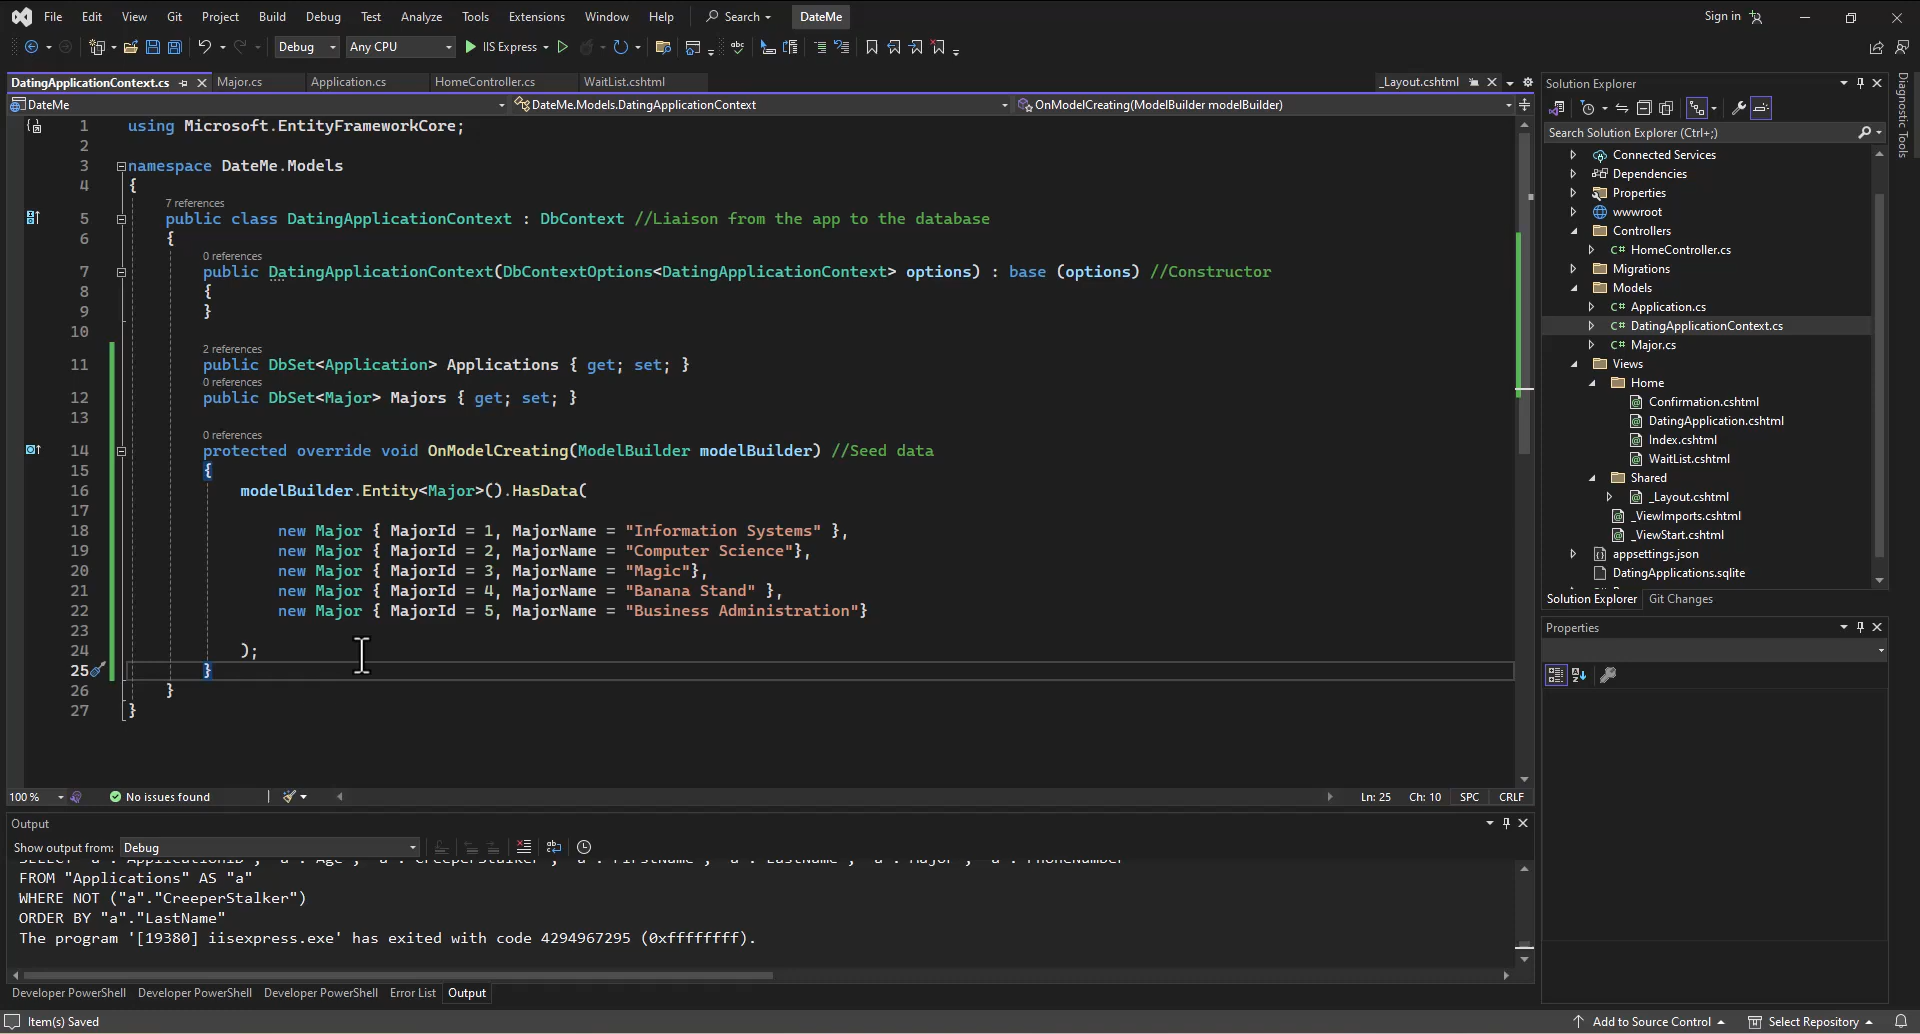 File Edit View Git Project Build Debug Test Analyze Tools Extensions Window Help Search DateMe Sign in
Debug Any CPU IIS Express
DatingApplicationContext.cs Major.cs Application.cs HomeController.cs WaitList.cshtml _Layout.cshtml
DateMe DateMe.Models.DatingApplicationContext OnModelCreating(ModelBuilder modelBuilder)
1 using Microsoft.EntityFrameworkCore;
2
3 namespace DateMe.Models
4 {
7 references
5 public class DatingApplicationContext : DbContext //Liaison from the app to the database
6 {
0 references
7 public DatingApplicationContext(DbContextOptions<DatingApplicationContext> options) : base (options) //Constructor
8 {
9 }
10
2 references
11 public DbSet<Application> Applications { get; set; }
0 references
12 public DbSet<Major> Majors { get; set; }
13
0 references
14 protected override void OnModelCreating(ModelBuilder modelBuilder) //Seed data
15 {
16 modelBuilder.Entity<Major>().HasData(
17
18 new Major { MajorId = 1, MajorName = "Information Systems" },
19 new Major { MajorId = 2, MajorName = "Computer Science"},
20 new Major { MajorId = 3, MajorName = "Magic"},
21 new Major { MajorId = 4, MajorName = "Banana Stand" },
22 new Major { MajorId = 5, MajorName = "Business Administration"}
23
24 );
25 }
26 }
27 }
100 % No issues found Ln: 25 Ch: 10 SPC CRLF
Output
Show output from: Debug
FROM "Applications" AS "a"
WHERE NOT ("a"."CreeperStalker")
ORDER BY "a"."LastName"
The program '[19380] iisexpress.exe' has exited with code 4294967295 (0xffffffff).
Developer PowerShell Developer PowerShell Developer PowerShell Error List Output
Item(s) Saved Add to Source Control Select Repository
Solution Explorer
Search Solution Explorer (Ctrl+;)
Connected Services
Dependencies
Properties
wwwroot
Controllers
C# HomeController.cs
Migrations
Models
C# Application.cs
C# DatingApplicationContext.cs
C# Major.cs
Views
Home
Confirmation.cshtml
DatingApplication.cshtml
Index.cshtml
WaitList.cshtml
Shared
_Layout.cshtml
_ViewImports.cshtml
_ViewStart.cshtml
appsettings.json
DatingApplications.sqlite
Solution Explorer Git Changes
Properties
Diagnostic Tools